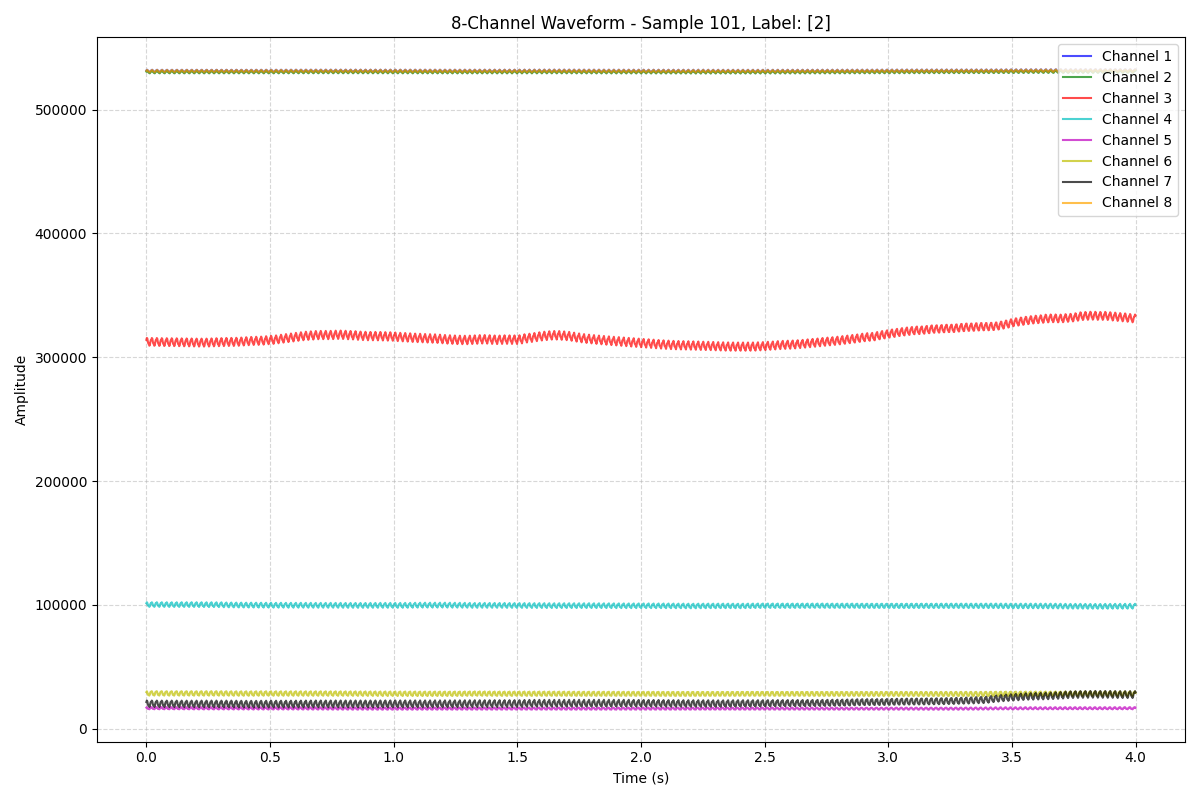 8-Channel Waveform - Sample 101, Label: [2]
Channel 1
Channel 2
Channel 3
Channel 4
Channel 5
Channel 6
Channel 7
Channel 8
Amplitude
500000
400000
300000
200000
100000
0
0.0 0.5 1.0 1.5 2.0 2.5 3.0 3.5 4.0
Time (s)